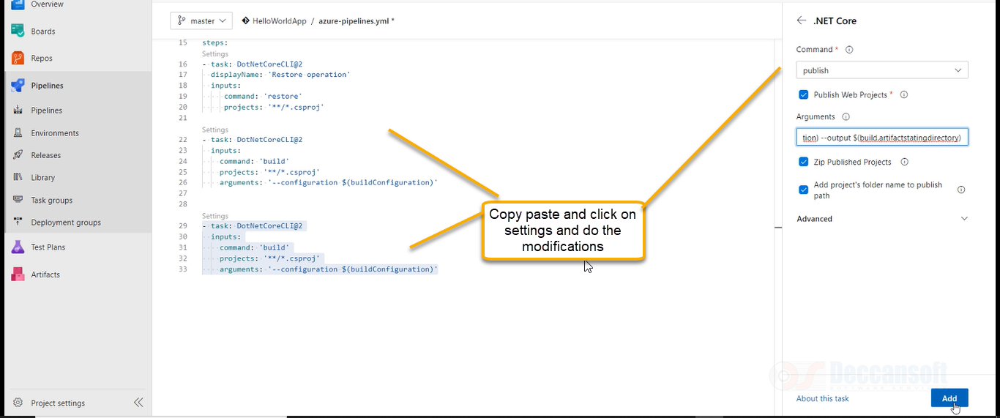 Overview
Boards
Repos
Pipelines
Pipelines
Environments
Releases
Library
Task groups
Deployment groups
Test Plans
Artifacts
Project settings
master
HelloWorldApp / azure-pipelines.yml *
15 steps:
Settings
16 - task: DotNetCoreCLI@2
17 displayName: 'Restore operation'
18 inputs:
19 command: 'restore'
20 projects: '**/*.csproj'
21
Settings
22 - task: DotNetCoreCLI@2
23 inputs:
24 command: 'build'
25 projects: '**/*.csproj'
26 arguments: '--configuration $(buildConfiguration)'
27
28
Settings
29 - task: DotNetCoreCLI@2
30 inputs:
31 command: 'build'
32 projects: '**/*.csproj'
33 arguments: '--configuration $(buildConfiguration)'
Copy paste and click on
settings and do the
modifications
.NET Core
Command *
publish
Publish Web Projects *
Arguments
tion) --output $(build.artifactstatingdirectory)
Zip Published Projects
Add project's folder name to publish
path
Advanced
Deccansoft
About this task
Add